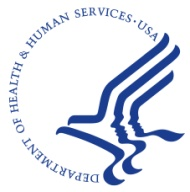 DEPARTMENT OF HEALTH & HUMAN SERVICES · USA